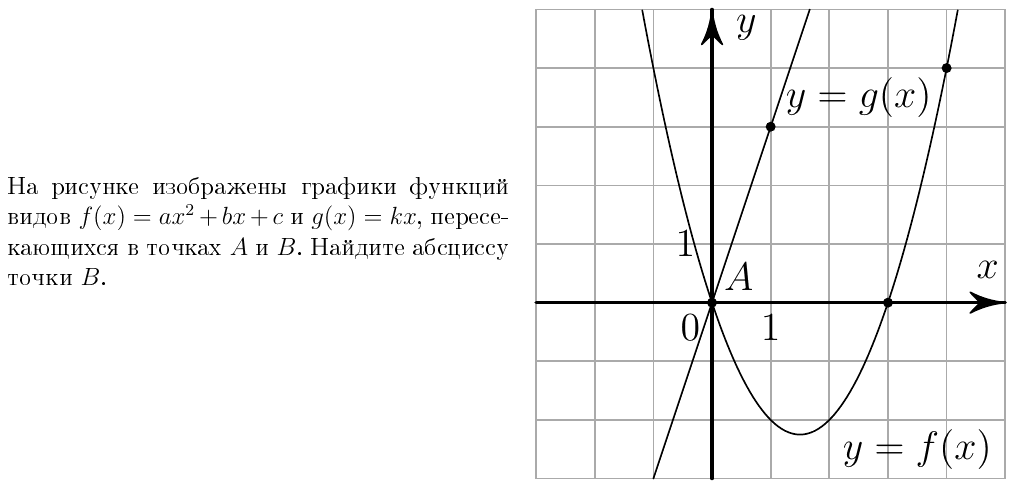 На рисунке изображены графики функций
видов f(x) = ax² + bx + c и g(x) = kx, пересе-
кающихся в точках A и B. Найдите абсциссу
точки B.
y
y = g(x)
1
A
x
0
1
y = f(x)